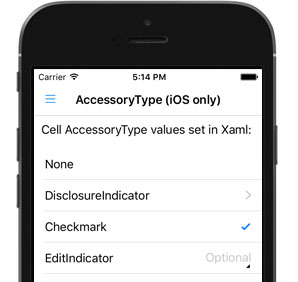 Carrier 5:14 PM
AccessoryType (iOS only)
Cell AccessoryType values set in Xaml:
None
DisclosureIndicator
Checkmark
EditIndicator Optional